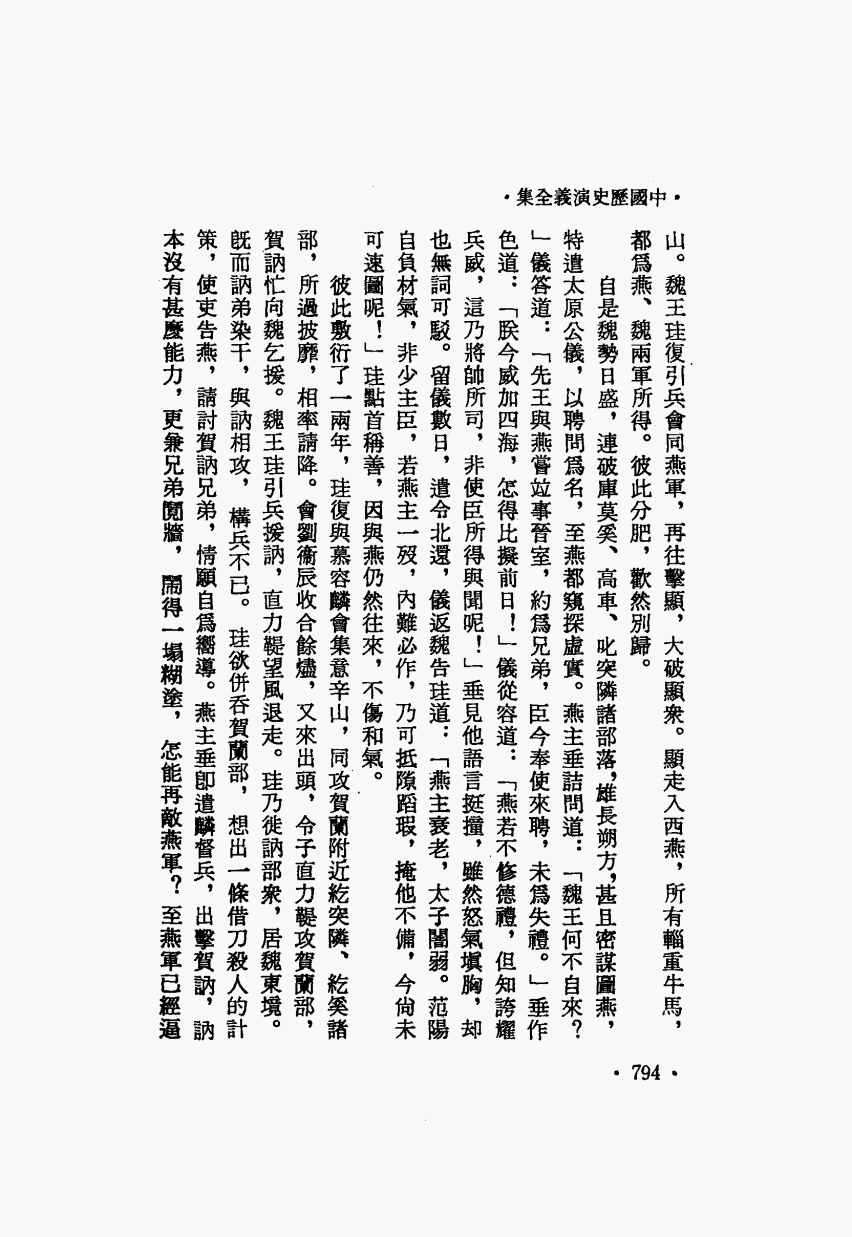 ·中國歷史演義全集·
山。魏王珪復引兵會同燕軍，再往擊顯，大破顯衆。顯走入西燕，所有輜重牛馬，
都爲燕、魏兩軍所得。彼此分肥，歡然別歸。
自是魏勢日盛，連破庫莫奚、高車、叱突隣諸部落，雄長朔方，甚且密謀圖燕，
特遣太原公儀，以聘問爲名，至燕都窺探虛實。燕主垂詰問道：「魏王何不自來？
」儀答道：「先王與燕嘗竝事晉室，約爲兄弟，臣今奉使來聘，未爲失禮。」垂作
色道：「朕今威加四海，怎得比擬前日！」儀從容道：「燕若不修德禮，但知誇耀
兵威，這乃將帥所司，非使臣所得與聞呢！」垂見他語言挺撞，雖然怒氣塡胸，却
也無詞可駁。留儀數日，遣令北還，儀返魏告珪道：「燕主衰老，太子闇弱。范陽
自負材氣，非少主臣，若燕主一歿，內難必作，乃可抵隙蹈瑕，掩他不備，今尙未
可速圖呢！」珪點首稱善，因與燕仍然往來，不傷和氣。
彼此敷衍了一兩年，珪復與慕容麟會集意辛山，同攻賀蘭附近紇突隣、紇奚諸
部，所過披靡，相率請降。會劉衞辰收合餘燼，又來出頭，令子直力鞮攻賀蘭部，
賀訥忙向魏乞援。魏王珪引兵援訥，直力鞮望風退走。珪乃徙訥部衆，居魏東境。
旣而訥弟染干，與訥相攻，構兵不已。珪欲併吞賀蘭部，想出一條借刀殺人的計
策，使吏告燕，請討賀訥兄弟，情願自爲嚮導。燕主垂卽遣麟督兵，出擊賀訥，訥
本沒有甚麼能力，更兼兄弟鬩牆，鬧得一塌糊塗，怎能再敵燕軍？至燕軍已經逼
·794·